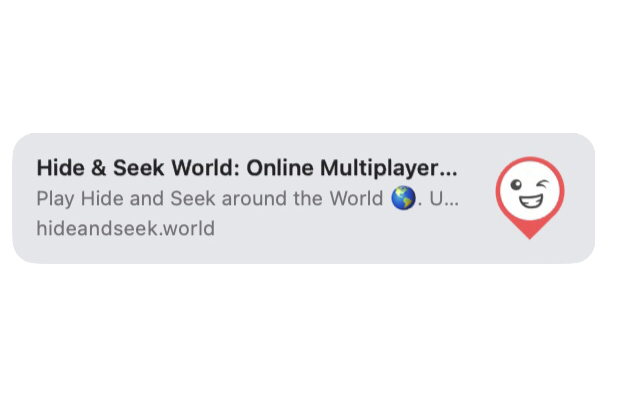 Hide & Seek World: Online Multiplayer...
Play Hide and Seek around the World 🌎. U...
hideandseek.world